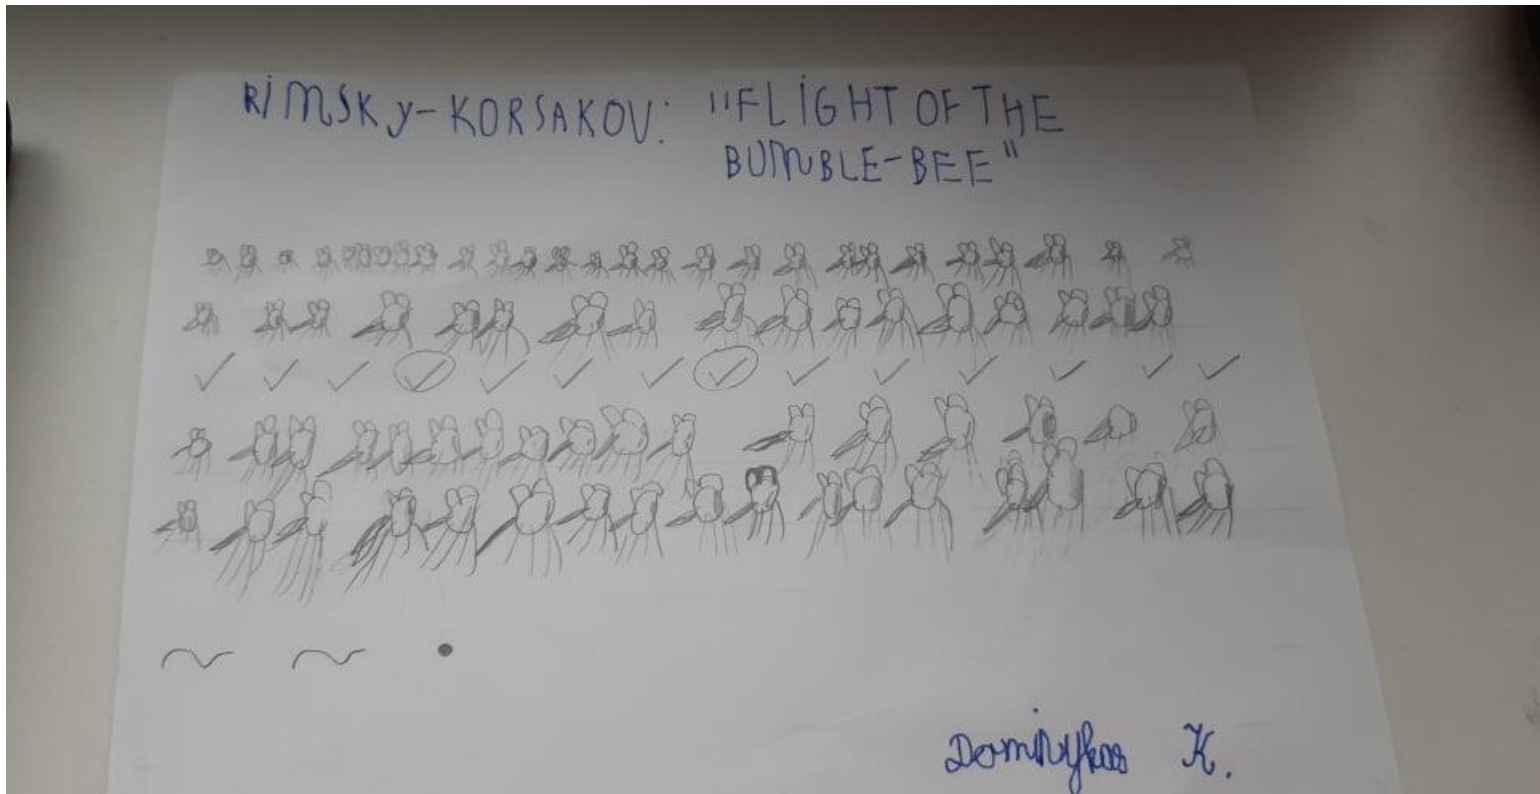 RiMSKy-KORSAKOV: "FLiGHT OF THE
BUMBLE-BEE"
Dominykas K.